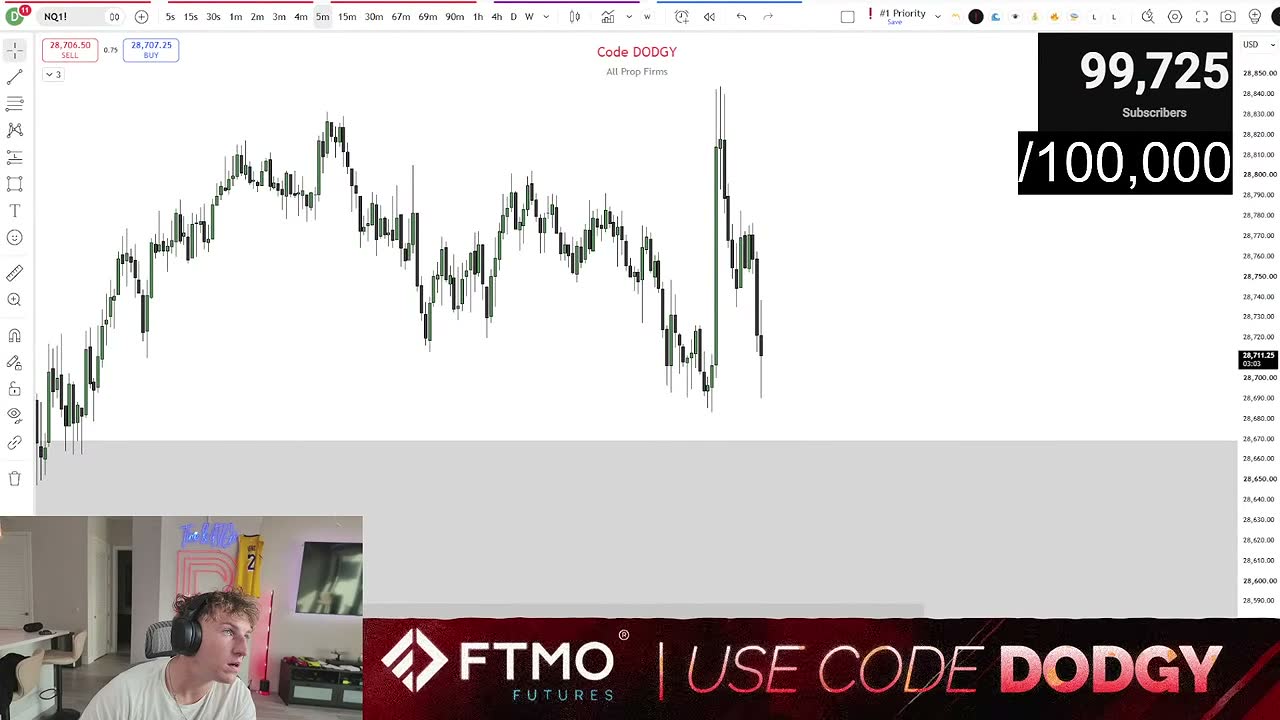 D 11 NQ1! 5s 15s 30s 1m 2m 3m 4m 5m 15m 30m 67m 69m 90m 1h 4h D W W #1 Priority L L
Save
28,706.50 0.75 28,707.25
SELL BUY
3
Code DODGY
All Prop Firms
99,725
Subscribers
/100,000
USD
28,850.00
28,840.00
28,830.00
28,820.00
28,810.00
28,800.00
28,790.00
28,780.00
28,770.00
28,760.00
28,750.00
28,740.00
28,730.00
28,720.00
28,711.25
03:03
28,700.00
28,690.00
28,680.00
28,670.00
28,660.00
28,650.00
28,640.00
28,630.00
28,620.00
28,610.00
28,600.00
28,590.00
2
FTMO®
FUTURES
USE CODE DODGY